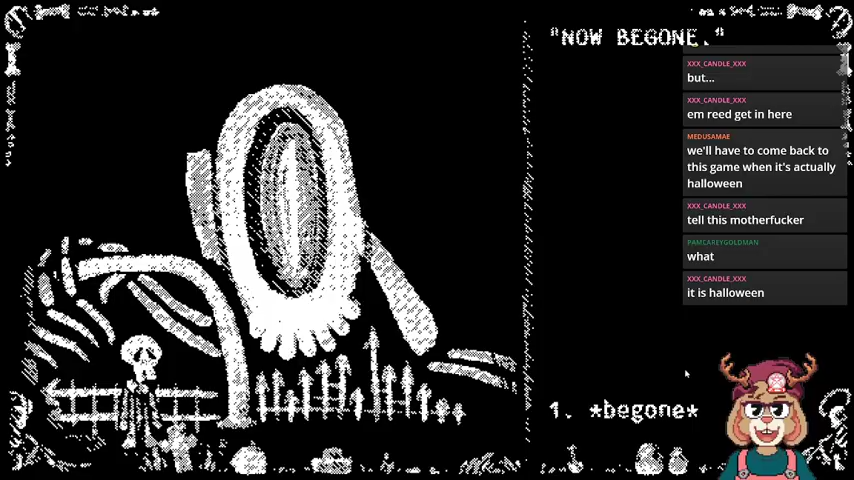 "NOW BEGONE."
XXX_CANDLE_XXX
but...
XXX_CANDLE_XXX
em reed get in here
MEDUSAMAE
we'll have to come back to
this game when it's actually
halloween
XXX_CANDLE_XXX
tell this motherfucker
PAMCAREYGOLDMAN
what
XXX_CANDLE_XXX
it is halloween
1. *begone*